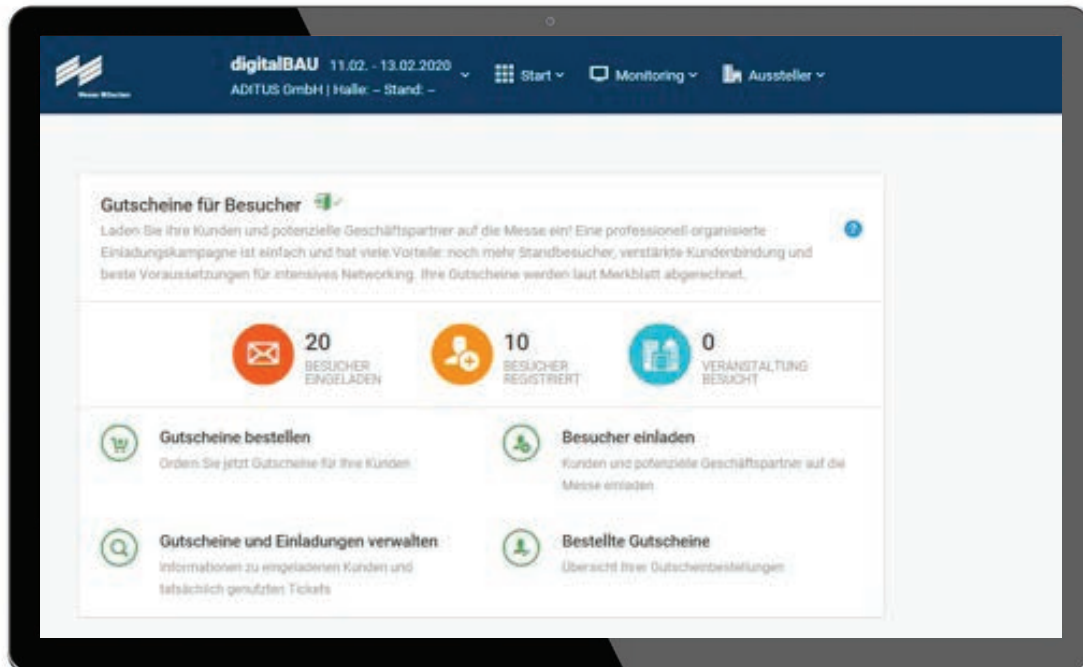 digitalBAU 11.02. - 13.02.2020
ADITUS GmbH | Halle: – Stand: –
Start
Monitoring
Aussteller
Messe München
Gutscheine für Besucher
Laden Sie Ihre Kunden und potenzielle Geschäftspartner auf die Messe ein! Eine professionell organisierte
Einladungskampagne ist einfach und hat viele Vorteile: noch mehr Standbesucher, verstärkte Kundenbindung und
beste Voraussetzungen für intensives Networking. Ihre Gutscheine werden laut Merkblatt abgerechnet.
20
BESUCHER
EINGELADEN
10
BESUCHER
REGISTRIERT
0
VERANSTALTUNG
BESUCHT
Gutscheine bestellen
Ordern Sie jetzt Gutscheine für Ihre Kunden
Besucher einladen
Kunden und potenzielle Geschäftspartner auf die
Messe einladen
Gutscheine und Einladungen verwalten
Informationen zu eingeladenen Kunden und
tatsächlich genutzten Tickets
Bestellte Gutscheine
Übersicht Ihrer Gutscheinbestellungen